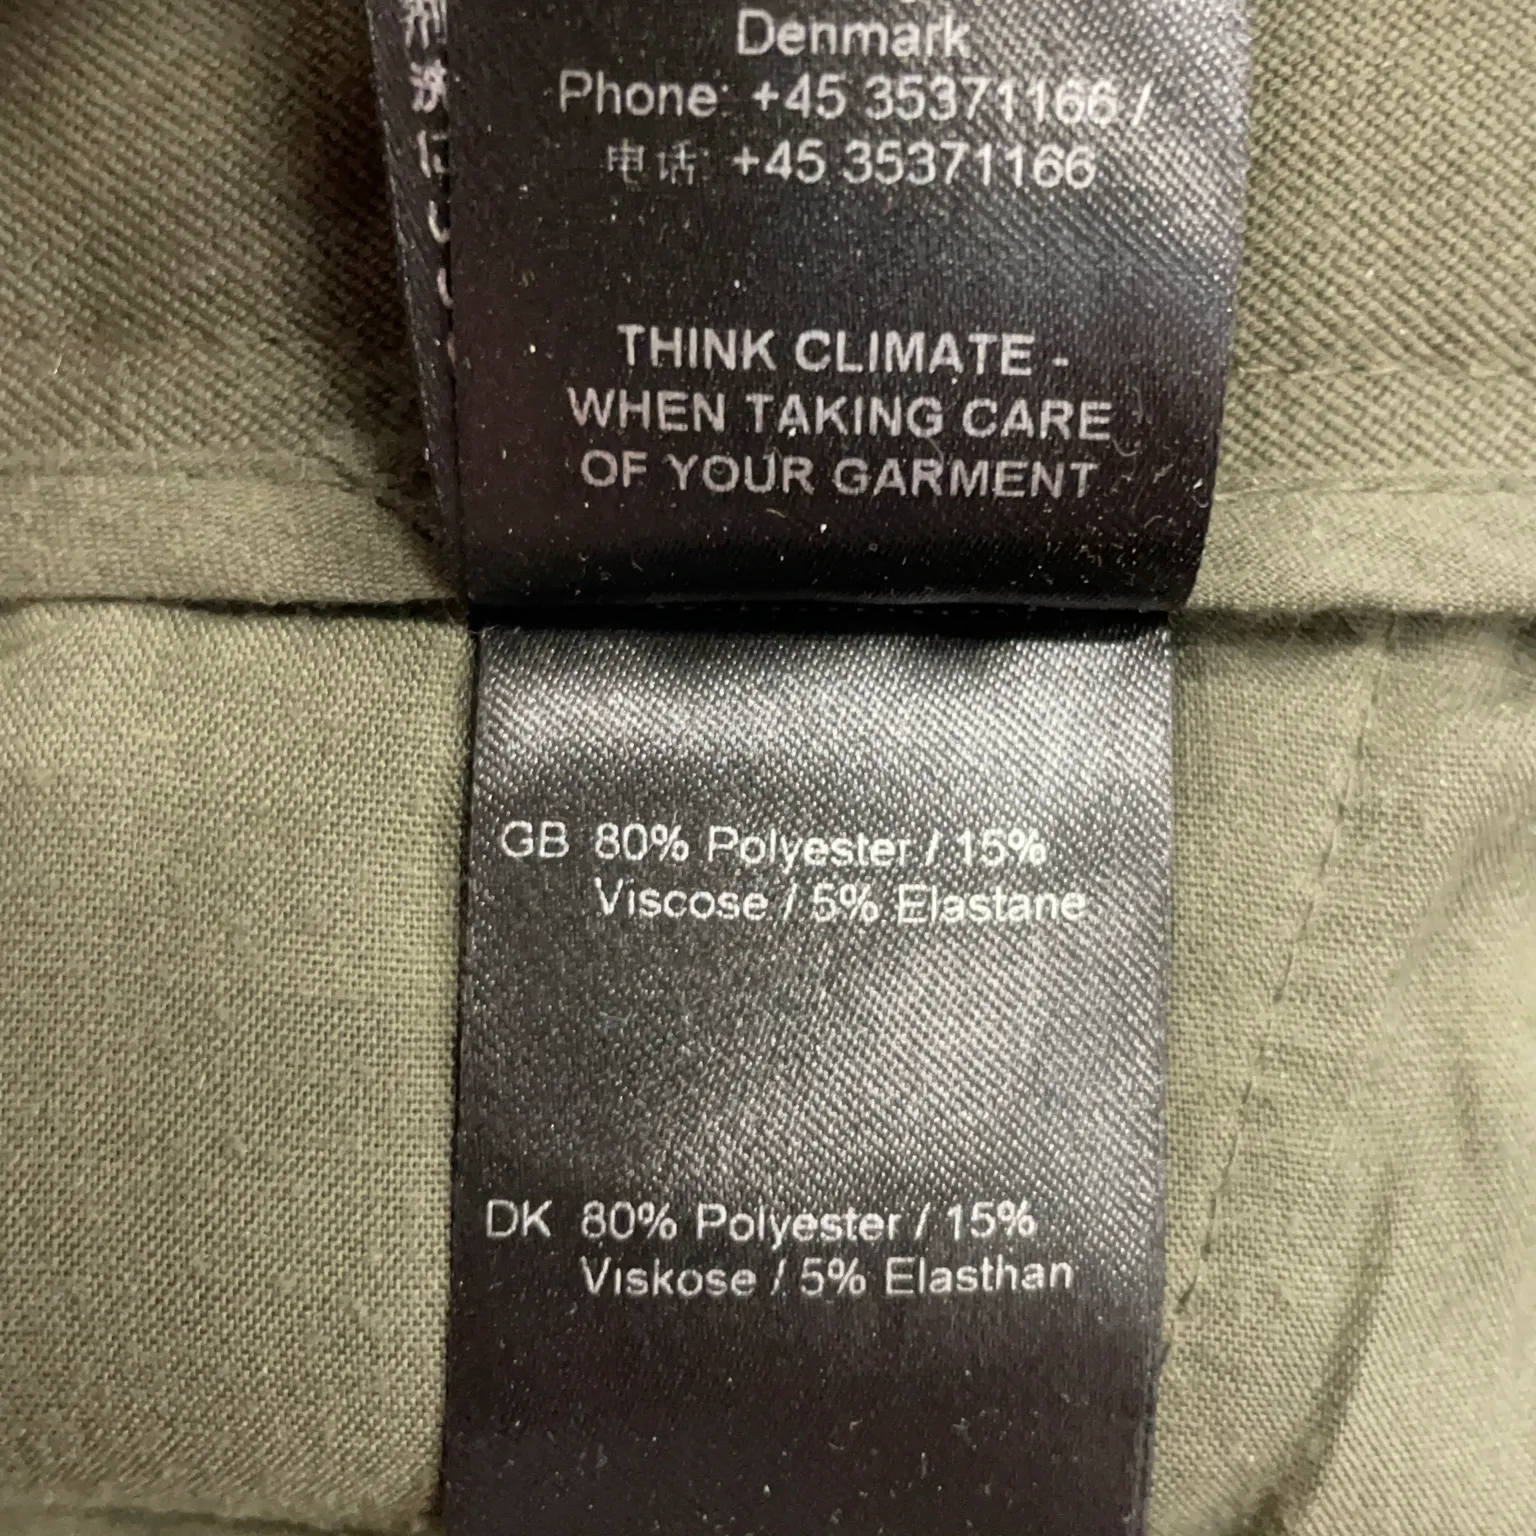 Denmark
Phone: +45 35371166 /
电话: +45 35371166
THINK CLIMATE -
WHEN TAKING CARE
OF YOUR GARMENT
GB 80% Polyester / 15%
Viscose / 5% Elastane
DK 80% Polyester / 15%
Viskose / 5% Elasthan